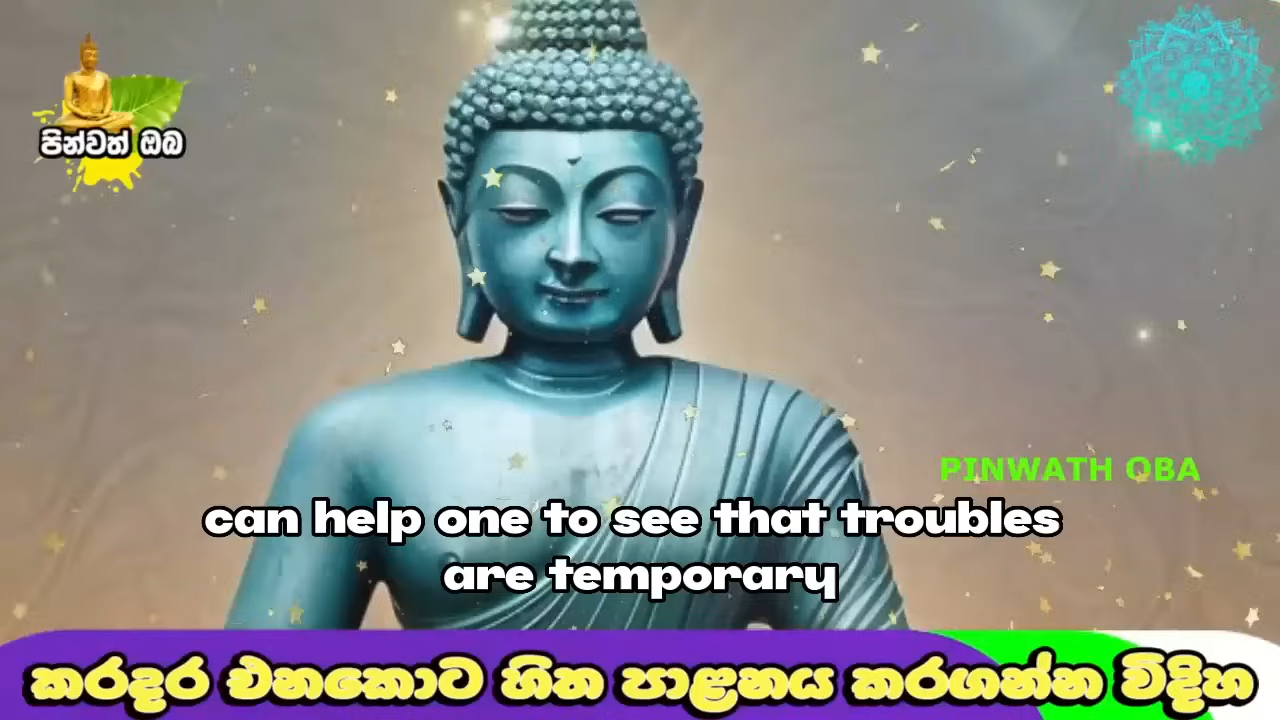 පින්වත් ඔබ
PINWATH OBA
can help one to see that troubles
are temporary
කරදර එනකොට හිත පාළනය කරගන්න විදිහ